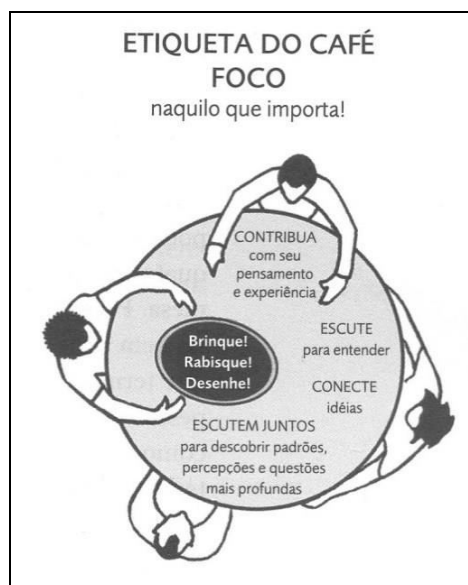 ETIQUETA DO CAFÉ
FOCO
naquilo que importa!
CONTRIBUA
com seu
pensamento
e experiência
ESCUTE
para entender
CONECTE
idéias
Brinque!
Rabisque!
Desenhe!
ESCUTEM JUNTOS
para descobrir padrões,
percepções e questões
mais profundas